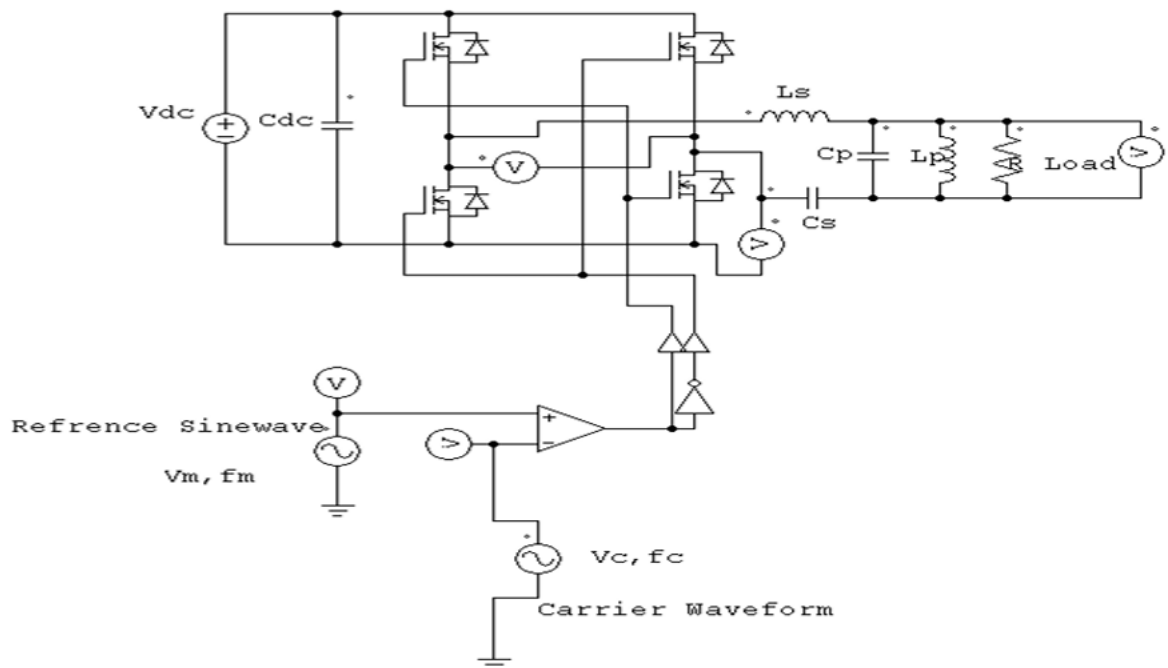 Ls
Vdc
Cdc
Cp
Lp
R
Load
V
V
Cs
V
V
Refrence Sinewave
V
Vm,fm
Vc,fc
Carrier Waveform